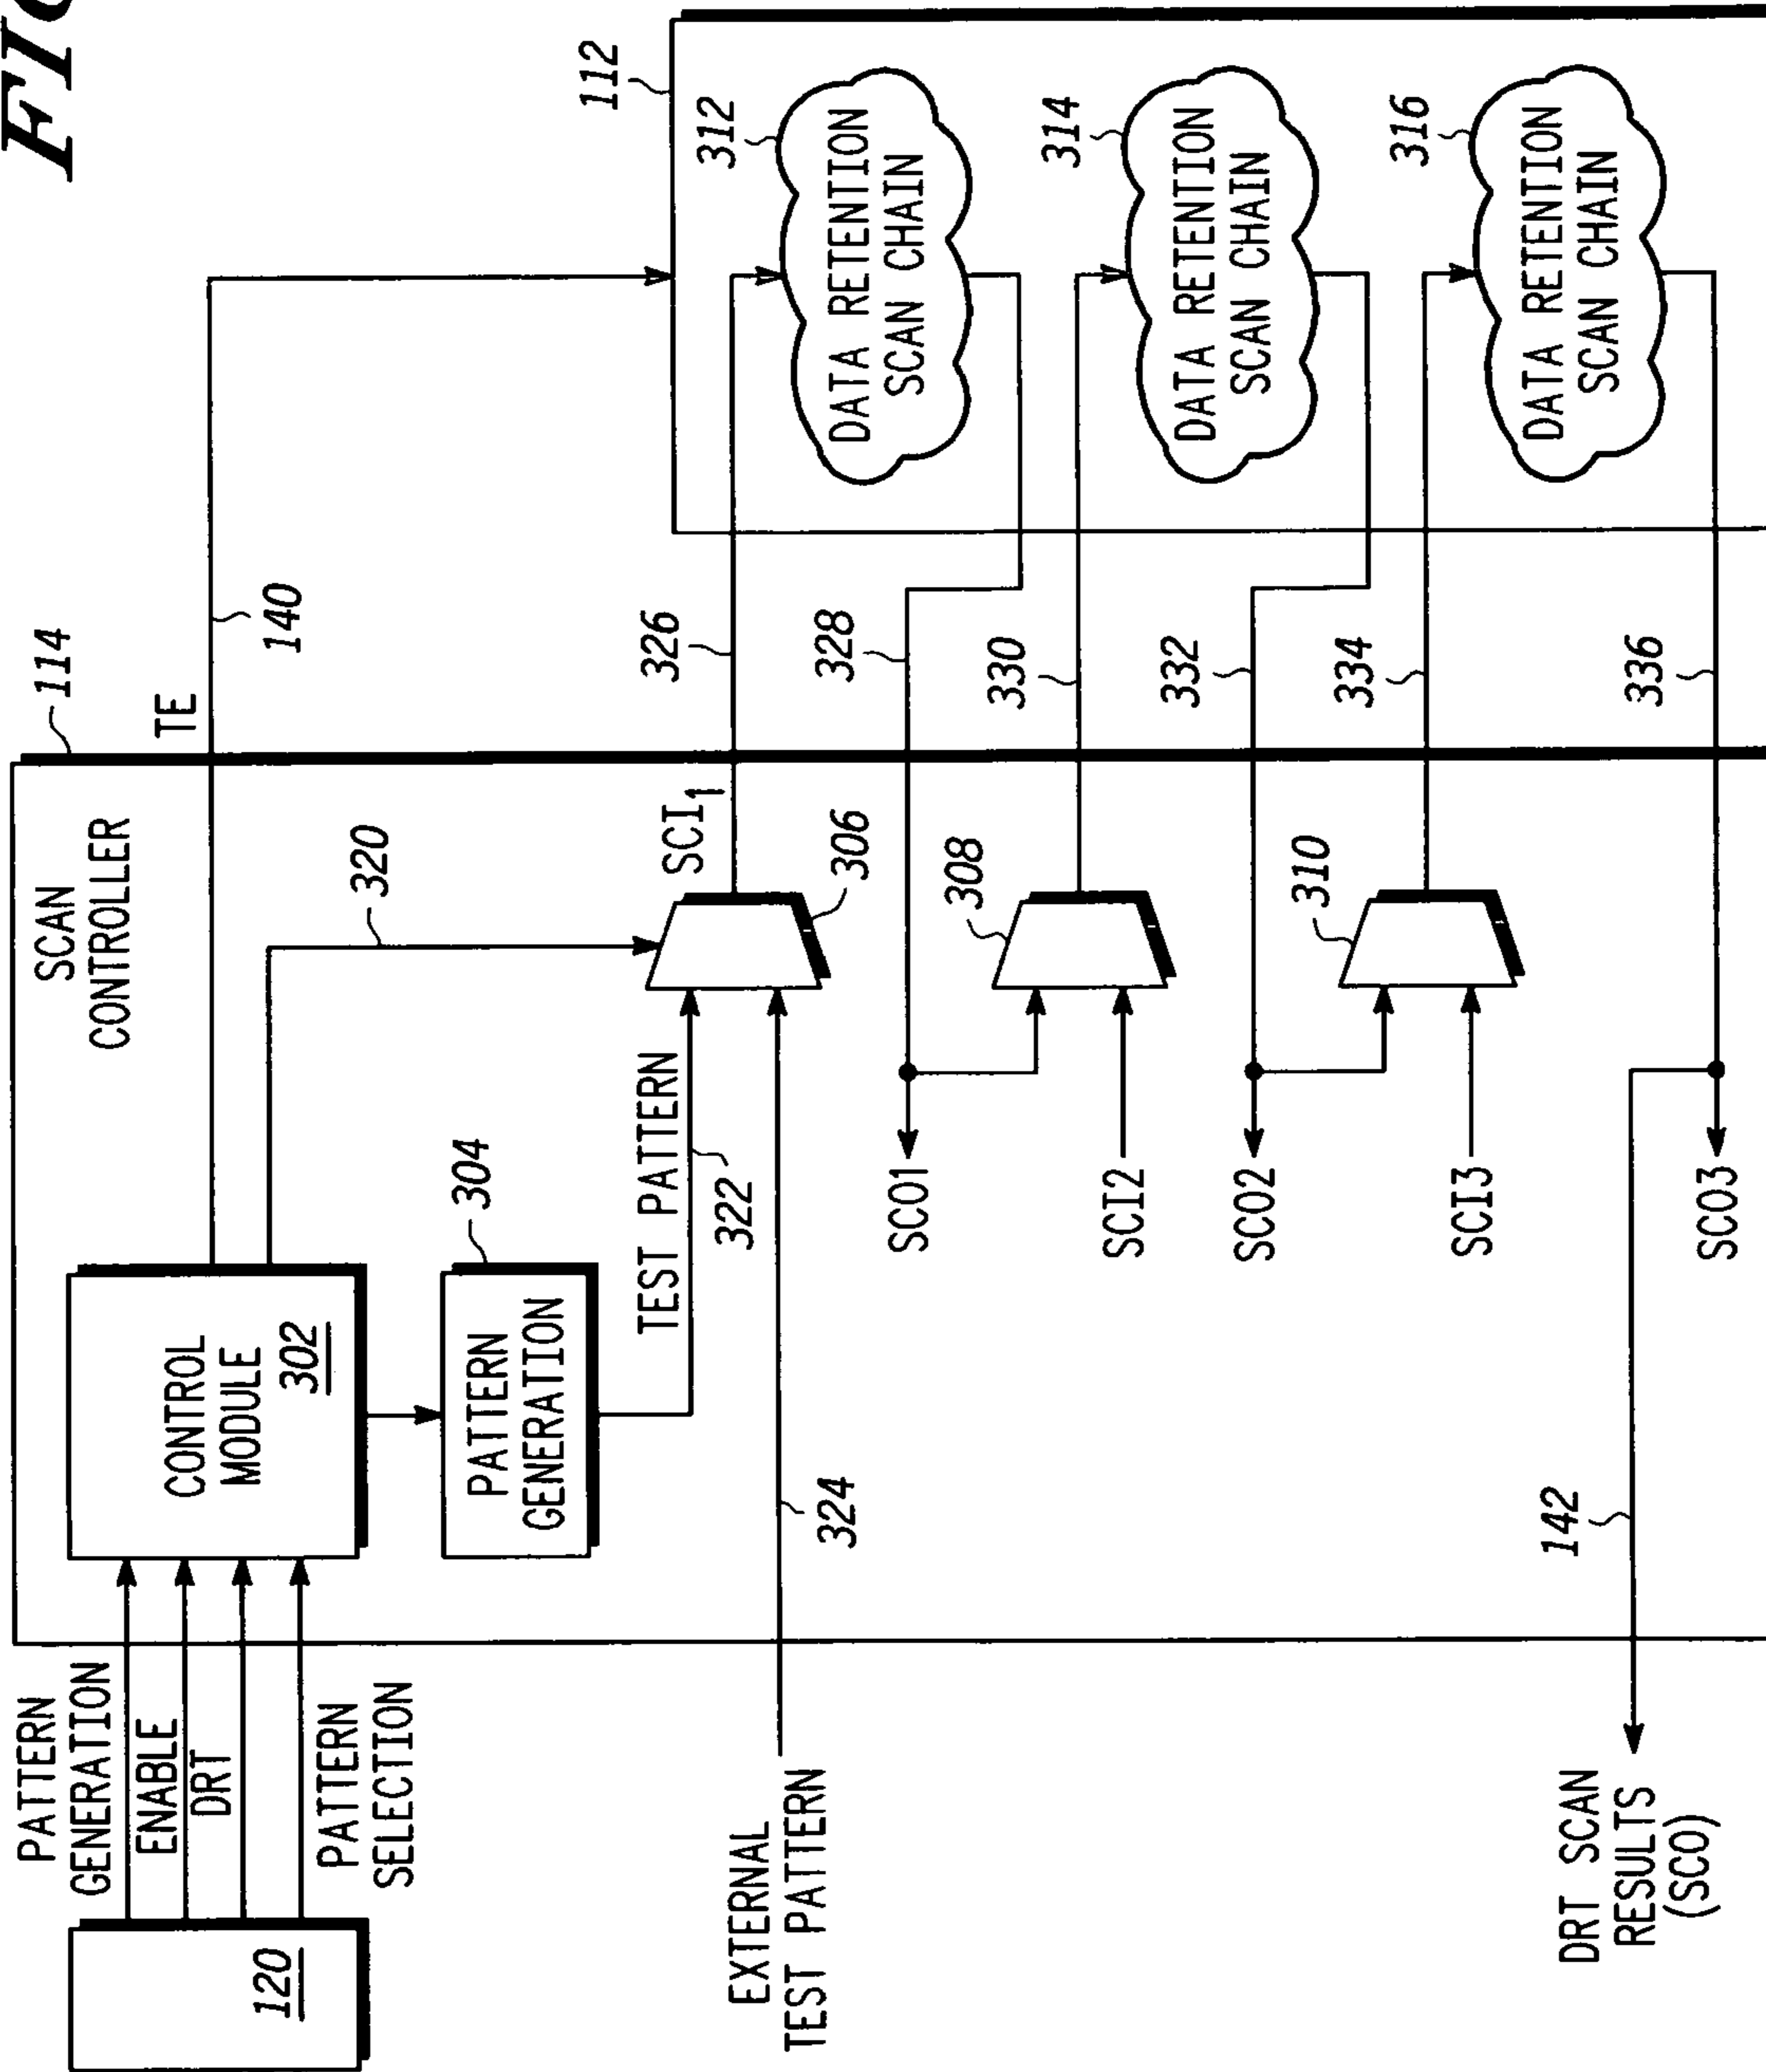 FIG
112
114
TE
140
SCAN
CONTROLLER
CONTROL
MODULE
302
120
PATTERN
GENERATION
ENABLE
DRT
PATTERN
SELECTION
320
304
PATTERN
GENERATION
TEST PATTERN
322
324
EXTERNAL
TEST PATTERN
SCI1
306
326
312
DATA RETENTION
SCAN CHAIN
328
SCO1
308
SCI2
330
314
DATA RETENTION
SCAN CHAIN
332
SCO2
310
SCI3
334
316
DATA RETENTION
SCAN CHAIN
336
SCO3
142
DRT SCAN
RESULTS
(SCO)